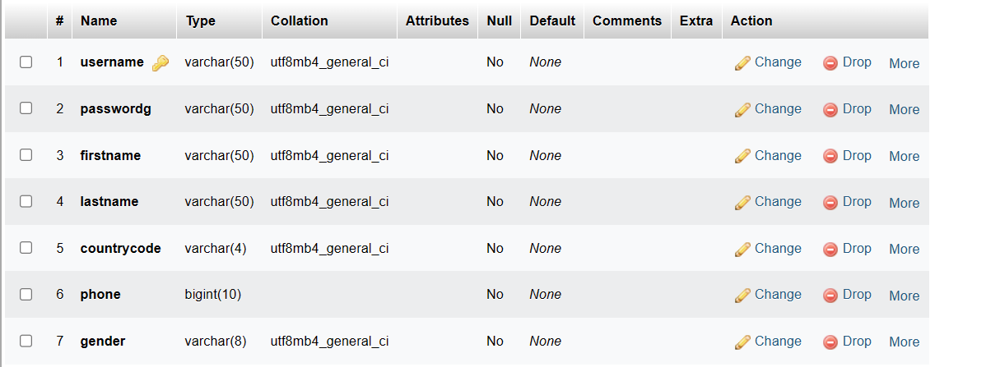 # Name Type Collation Attributes Null Default Comments Extra Action
1 username varchar(50) utf8mb4_general_ci No None Change Drop More
2 passwordg varchar(50) utf8mb4_general_ci No None Change Drop More
3 firstname varchar(50) utf8mb4_general_ci No None Change Drop More
4 lastname varchar(50) utf8mb4_general_ci No None Change Drop More
5 countrycode varchar(4) utf8mb4_general_ci No None Change Drop More
6 phone bigint(10) No None Change Drop More
7 gender varchar(8) utf8mb4_general_ci No None Change Drop More